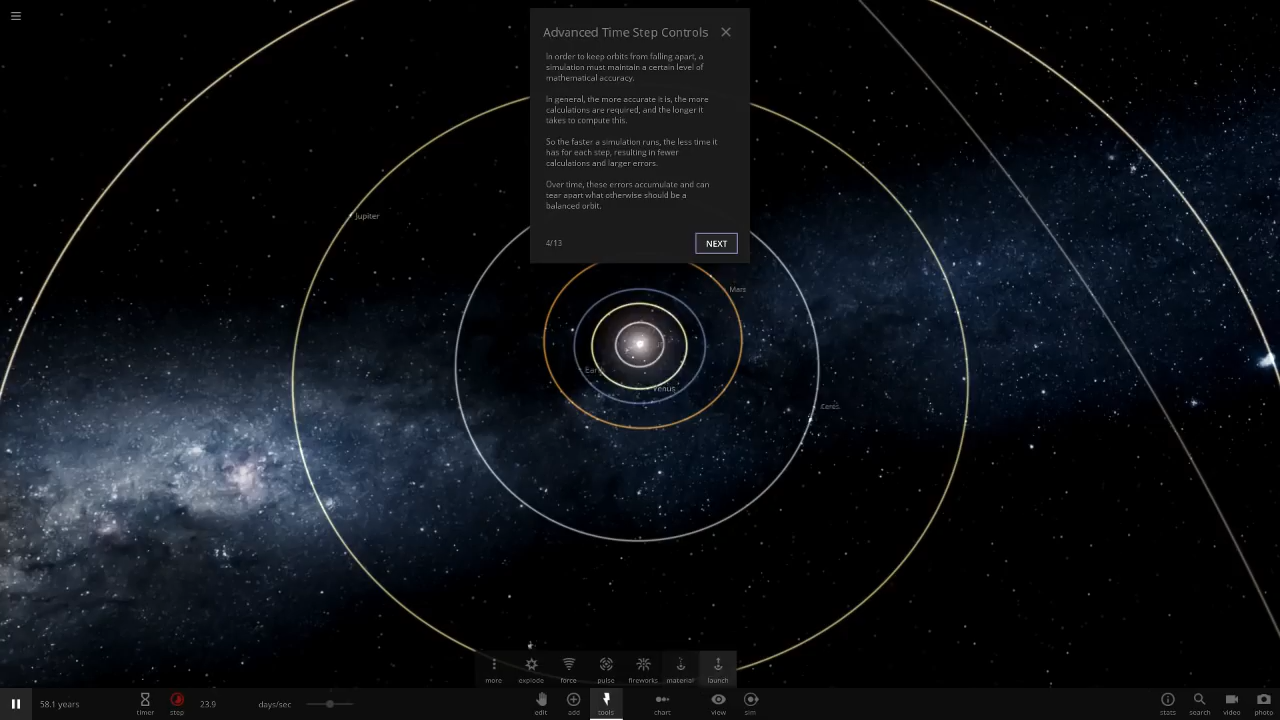 Advanced Time Step Controls
In order to keep orbits from falling apart, a
simulation must maintain a certain level of
mathematical accuracy.
In general, the more accurate it is, the more
calculations are required, and the longer it
takes to compute this.
So the faster a simulation runs, the less time it
has for each step, resulting in fewer
calculations and larger errors.
Over time, these errors accumulate and can
tear apart what otherwise should be a
balanced orbit.
4/13
NEXT
Jupiter
Mars
Venus
Ceres
more
explode
force
pulse
fireworks
material
launch
58.1 years
timer
step
23.9
days/sec
edit
add
tools
chart
view
sim
stats
search
video
photo